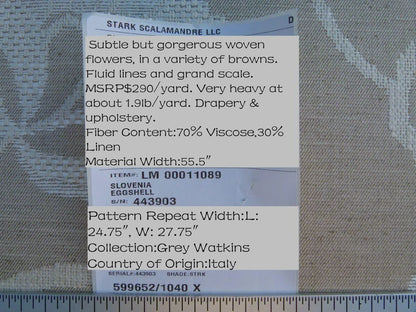 STARK SCALAMANDRE LLC
D
Subtle but gorgerous woven
flowers, in a variety of browns.
Fluid lines and grand scale.
MSRP$290/yard. Very heavy at
about 1.9lb/yard. Drapery &
upholstery.
Fiber Content:70% Viscose,30%
Linen
Material Width:55.5"
ITEM#: LM 00011089
SLOVENIA
EGGSHELL
S/N: 443903
Pattern Repeat Width:L:
24.75", W: 27.75"
Collection:Grey Watkins
Country of Origin:Italy
SERIAL#:443903 SHADE:STRK
599652/1040 X